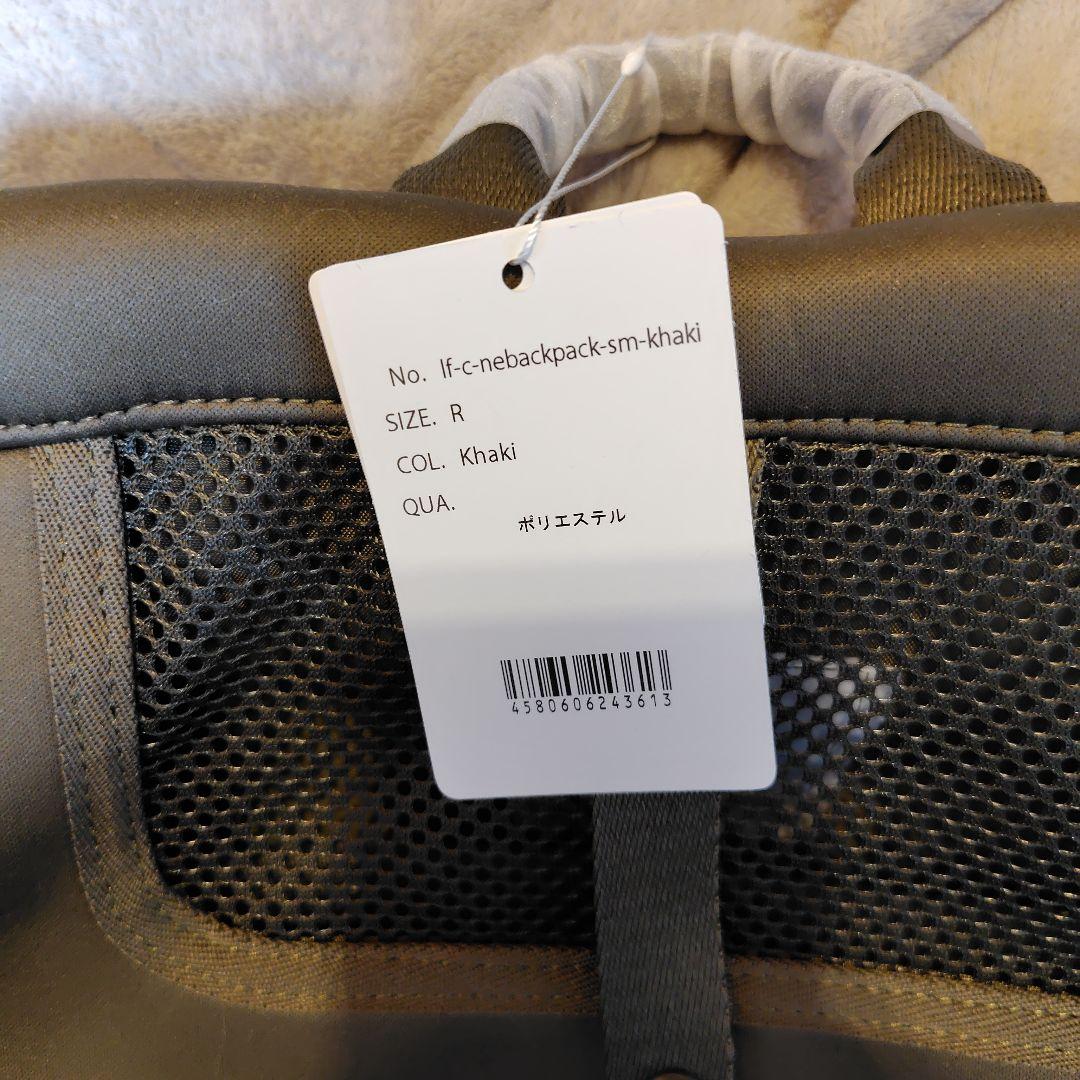 No. lf-c-nebackpack-sm-khaki
SIZE. R
COL. Khaki
QUA.
ポリエステル
4580606243613